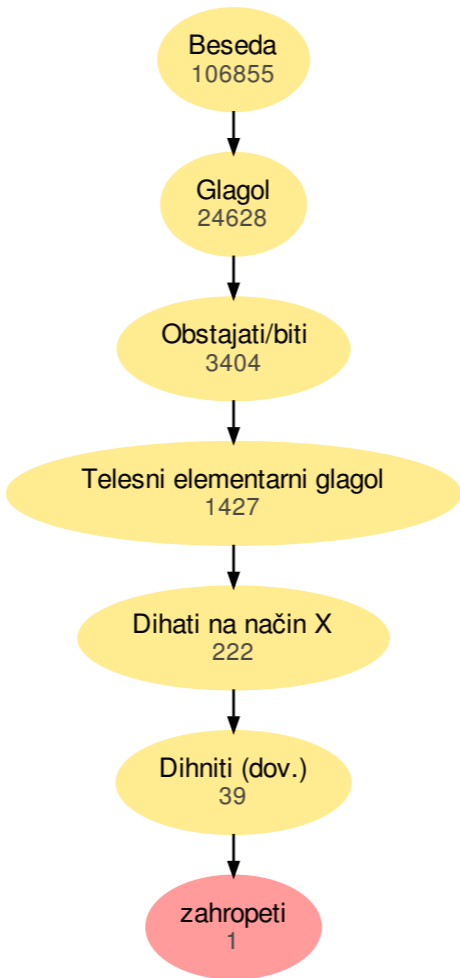 Beseda
106855
Glagol
24628
Obstajati/biti
3404
Telesni elementarni glagol
1427
Dihati na način X
222
Dihniti (dov.)
39
zahropeti
1